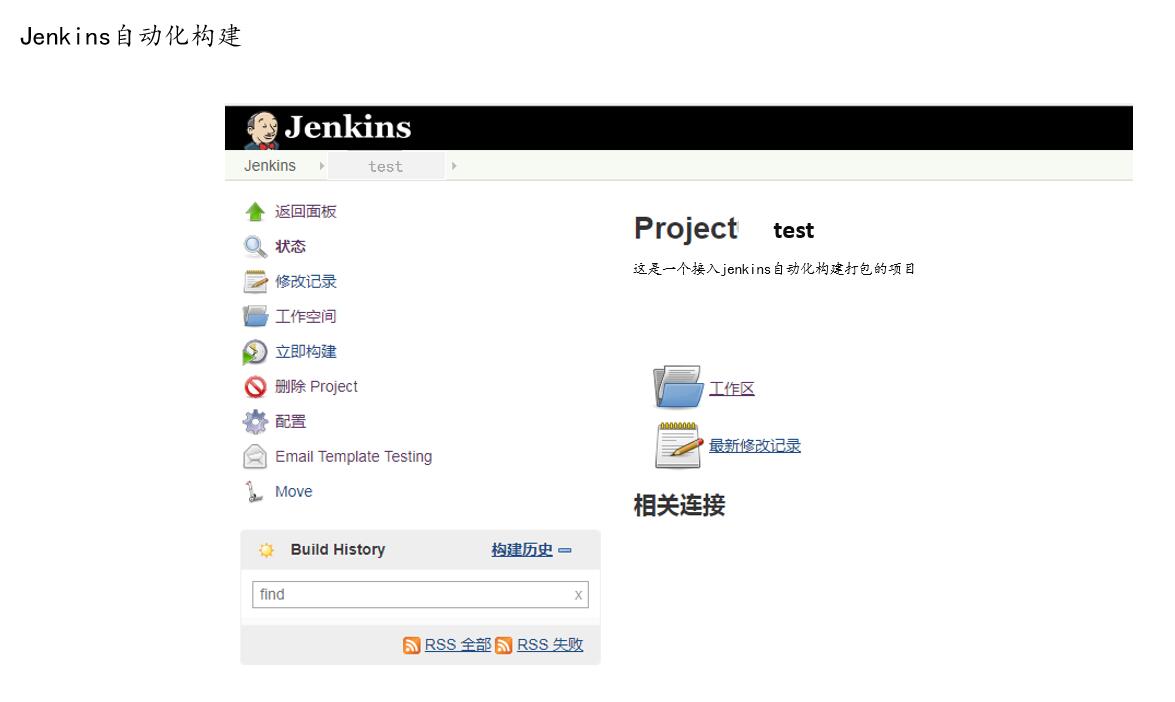 Jenkins自动化构建
Jenkins
Jenkins test
返回面板
状态
修改记录
工作空间
立即构建
删除 Project
配置
Email Template Testing
Move
Build History 构建历史
find x
RSS 全部 RSS 失败
Project test
这是一个接入jenkins自动化构建打包的项目
工作区
最新修改记录
相关连接